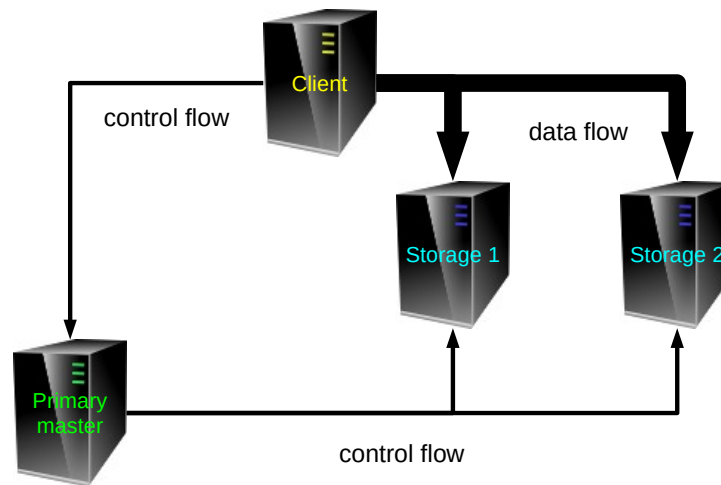 Client
control flow
data flow
Storage 1
Storage 2
Primary
master
control flow